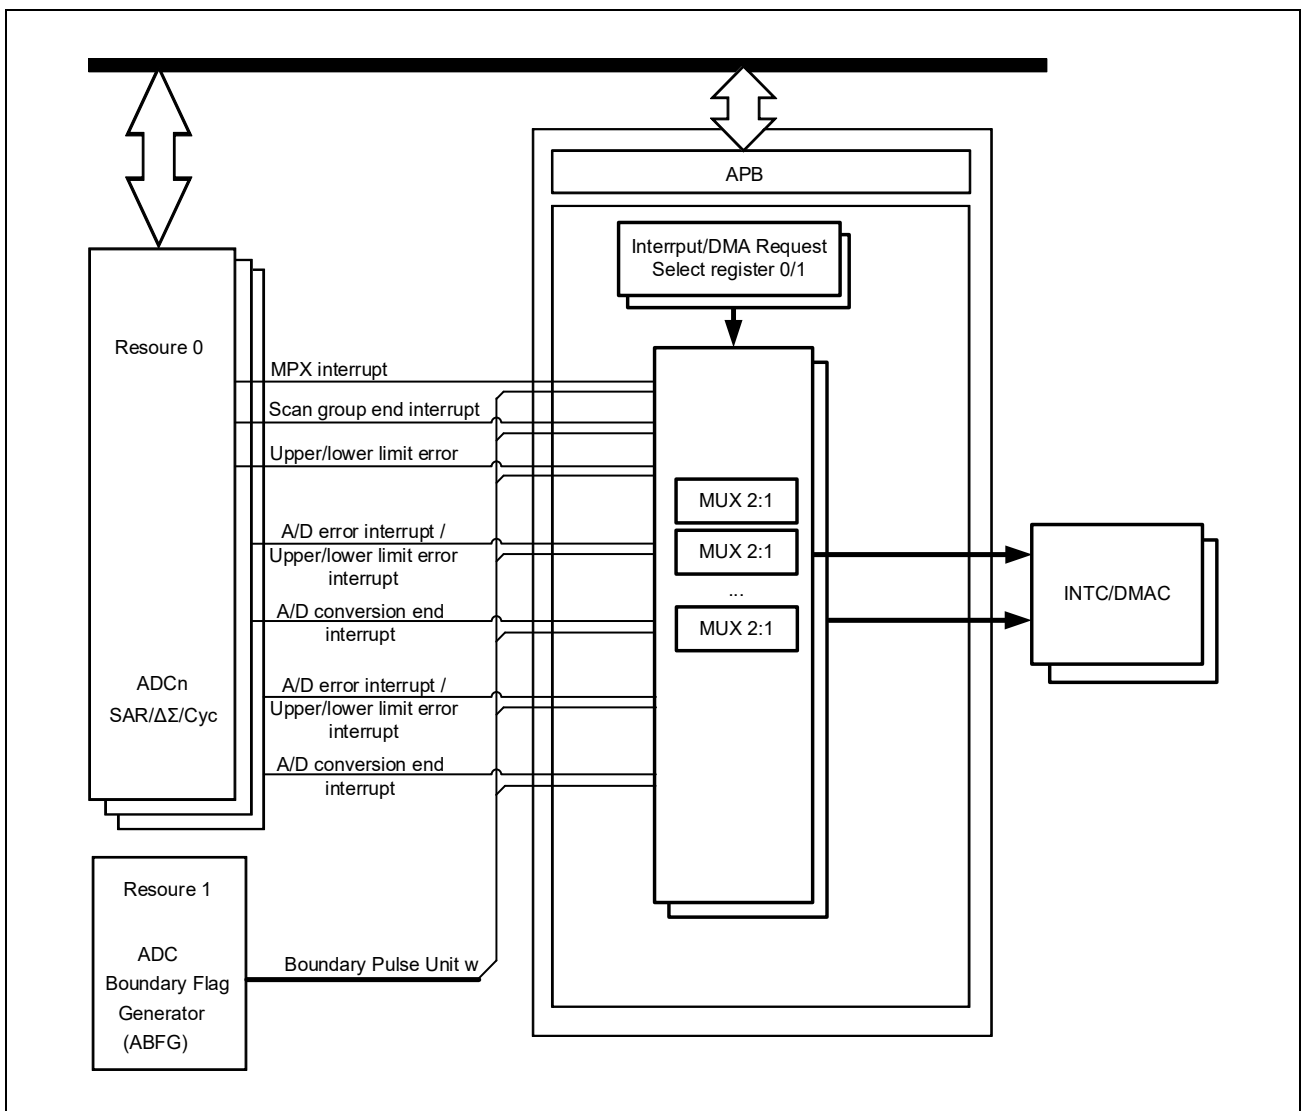 APB
Interrput/DMA Request
Select register 0/1
Resoure 0
MPX interrupt
Scan group end interrupt
Upper/lower limit error
MUX 2:1
A/D error interrupt /
Upper/lower limit error
interrupt
MUX 2:1
...
INTC/DMAC
A/D conversion end
interrupt
MUX 2:1
ADCn
SAR/ΔΣ/Cyc
A/D error interrupt /
Upper/lower limit error
interrupt
A/D conversion end
interrupt
Resoure 1
ADC
Boundary Flag
Generator
(ABFG)
Boundary Pulse Unit w